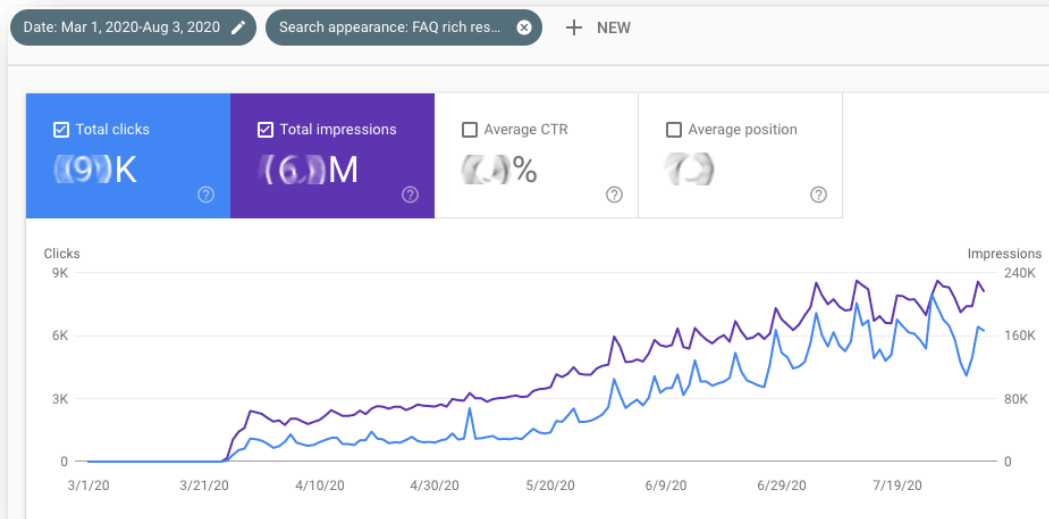 Date: Mar 1, 2020-Aug 3, 2020 Search appearance: FAQ rich res... + NEW
Total clicks Total impressions Average CTR Average position
K M %
Clicks Impressions
9K 240K
6K 160K
3K 80K
0 0
3/1/20 3/21/20 4/10/20 4/30/20 5/20/20 6/9/20 6/29/20 7/19/20